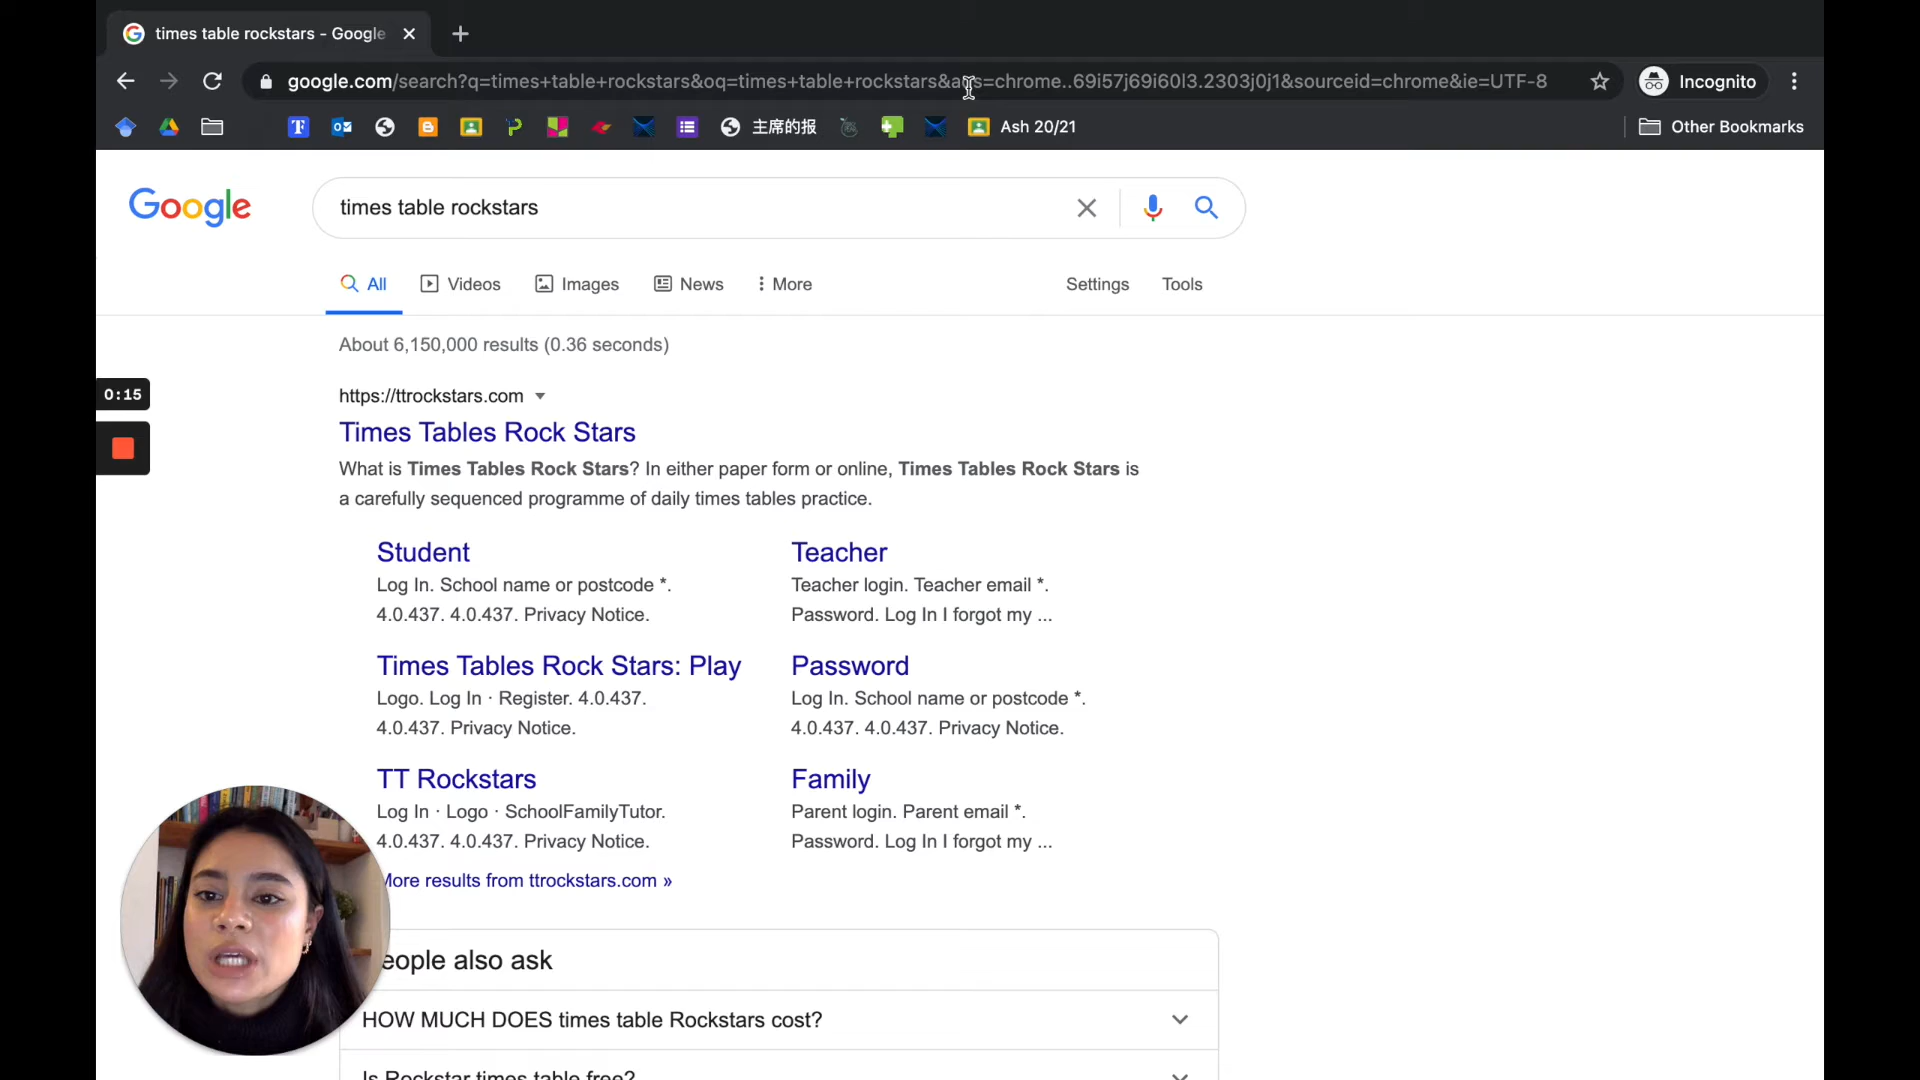 times table rockstars - Google
google.com/search?q=times+table+rockstars&oq=times+table+rockstars&aqs=chrome..69i57j69i60l3.2303j0j1&sourceid=chrome&ie=UTF-8
Incognito
主席的报
Ash 20/21
Other Bookmarks
Google
times table rockstars
All
Videos
Images
News
More
Settings
Tools
About 6,150,000 results (0.36 seconds)
0:15
https://ttrockstars.com
Times Tables Rock Stars
What is Times Tables Rock Stars? In either paper form or online, Times Tables Rock Stars is
a carefully sequenced programme of daily times tables practice.
Student
Log In. School name or postcode *.
4.0.437. 4.0.437. Privacy Notice.
Teacher
Teacher login. Teacher email *.
Password. Log In I forgot my ...
Times Tables Rock Stars: Play
Logo. Log In · Register. 4.0.437.
4.0.437. Privacy Notice.
Password
Log In. School name or postcode *.
4.0.437. 4.0.437. Privacy Notice.
TT Rockstars
Log In · Logo · SchoolFamilyTutor.
4.0.437. 4.0.437. Privacy Notice.
Family
Parent login. Parent email *.
Password. Log In I forgot my ...
More results from ttrockstars.com »
eople also ask
HOW MUCH DOES times table Rockstars cost?
Is Rockstar times table free?